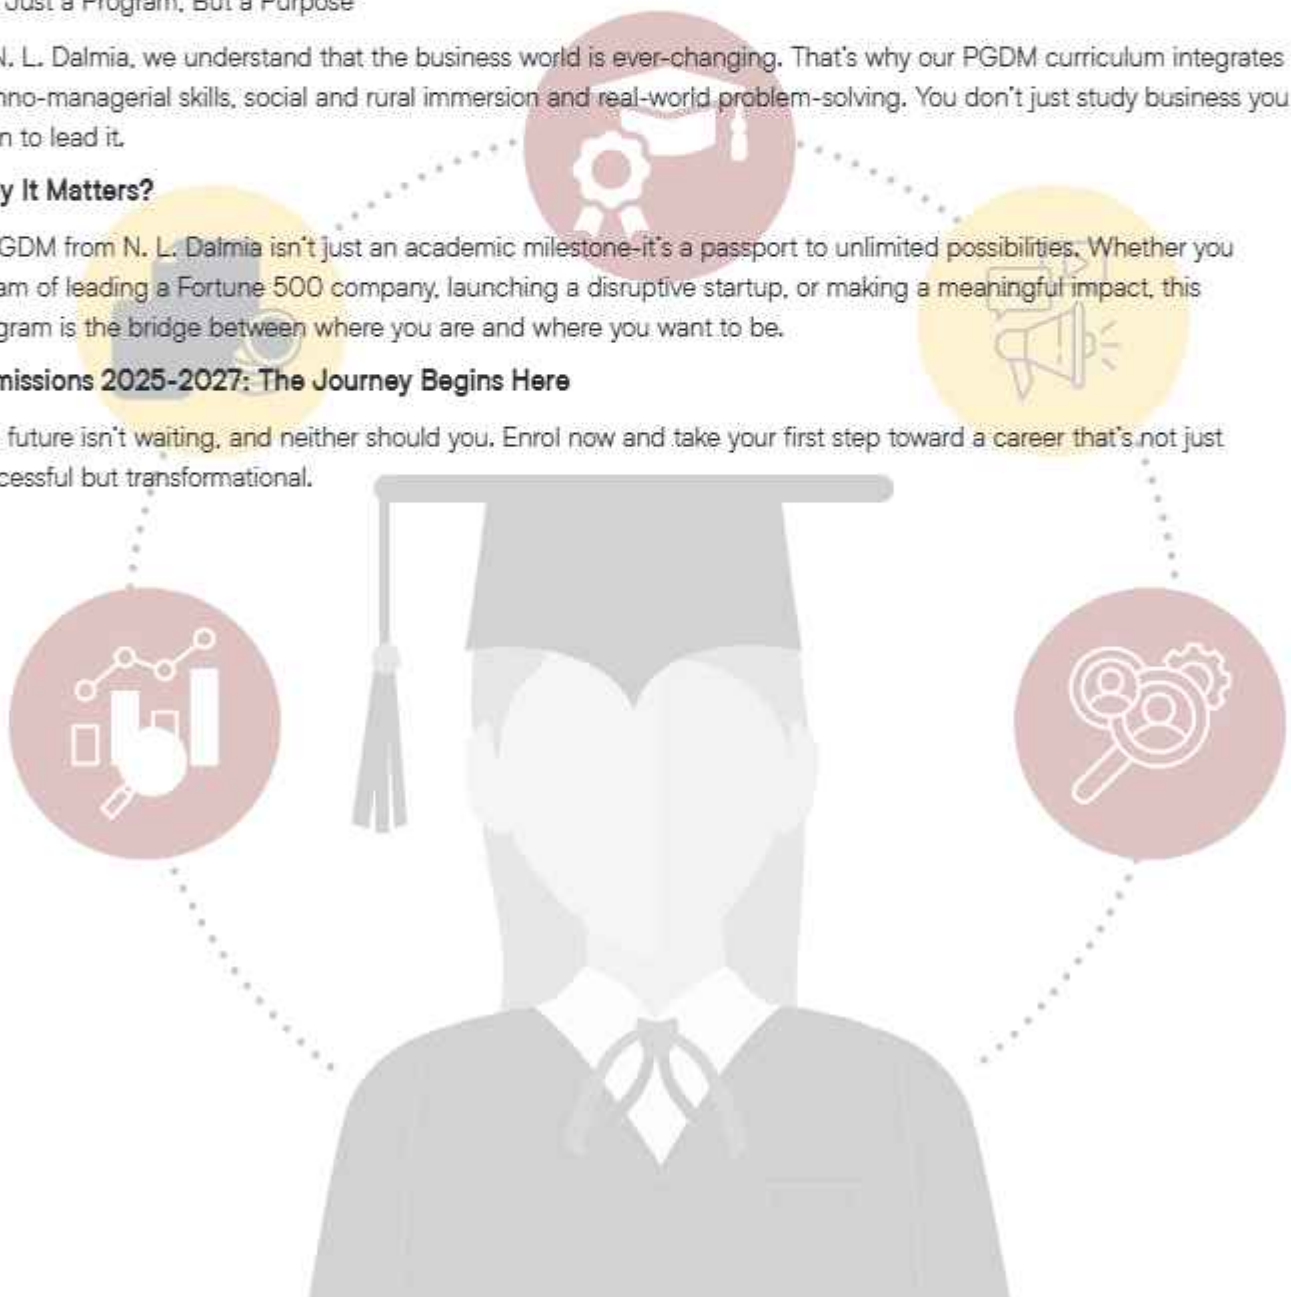 Just a Program, But a Purpose
N. L. Dalmia, we understand that the business world is ever-changing. That's why our PGDM curriculum integrates
hno-managerial skills, social and rural immersion and real-world problem-solving. You don't just study business you
n to lead it.
y It Matters?
GDM from N. L. Dalmia isn't just an academic milestone-it's a passport to unlimited possibilities. Whether you
am of leading a Fortune 500 company, launching a disruptive startup, or making a meaningful impact, this
gram is the bridge between where you are and where you want to be.
missions 2025-2027: The Journey Begins Here
future isn't waiting, and neither should you. Enrol now and take your first step toward a career that's not just
cessful but transformational.